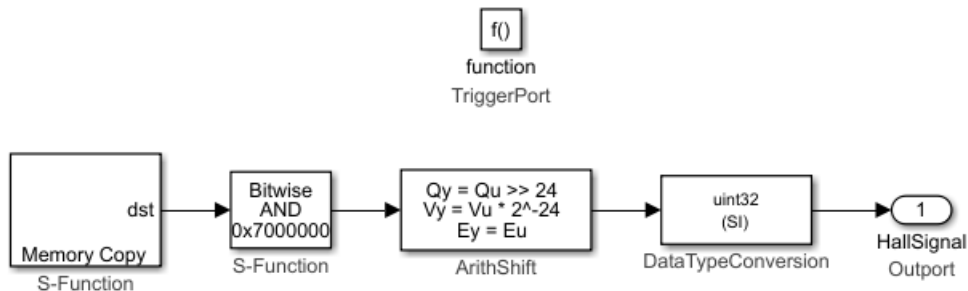 f()
function
TriggerPort
dst
Memory Copy
S-Function
Bitwise
AND
0x7000000
S-Function
Qy = Qu >> 24
Vy = Vu * 2^-24
Ey = Eu
ArithShift
uint32
(SI)
DataTypeConversion
1
HallSignal
Outport